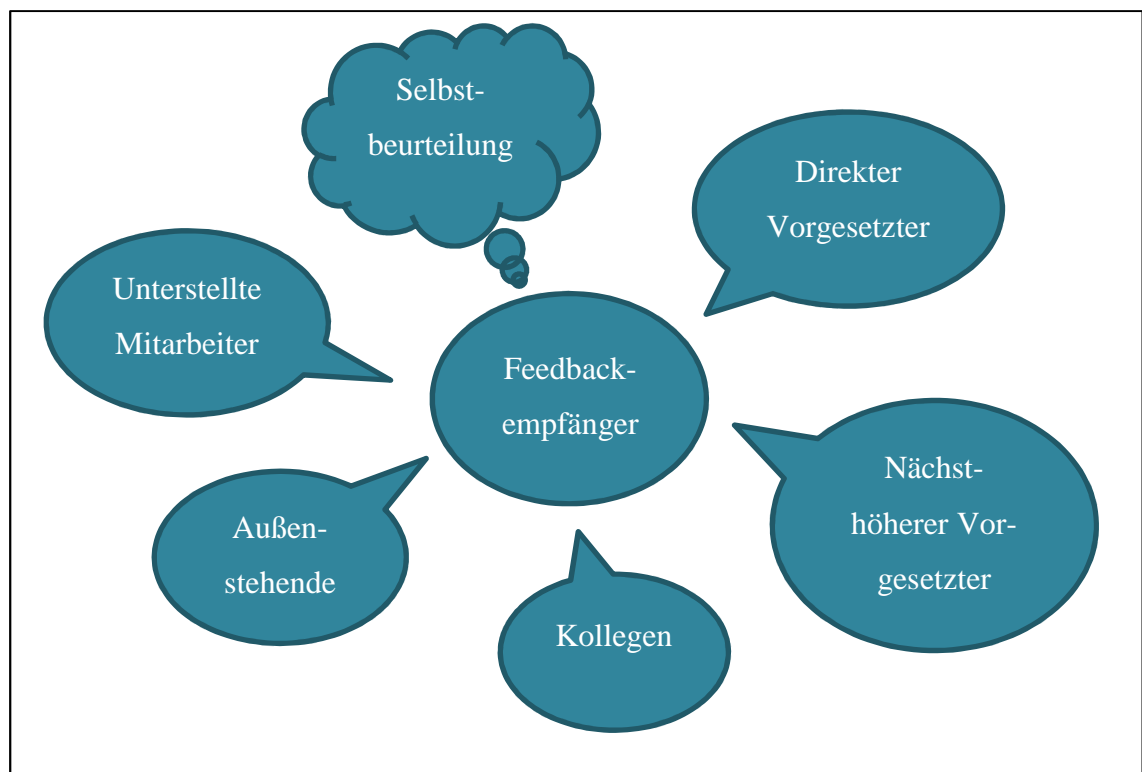 Selbst-
beurteilung
Direkter
Vorgesetzter
Unterstellte
Mitarbeiter
Feedback-
empfänger
Nächst-
höherer Vor-
gesetzter
Außen-
stehende
Kollegen